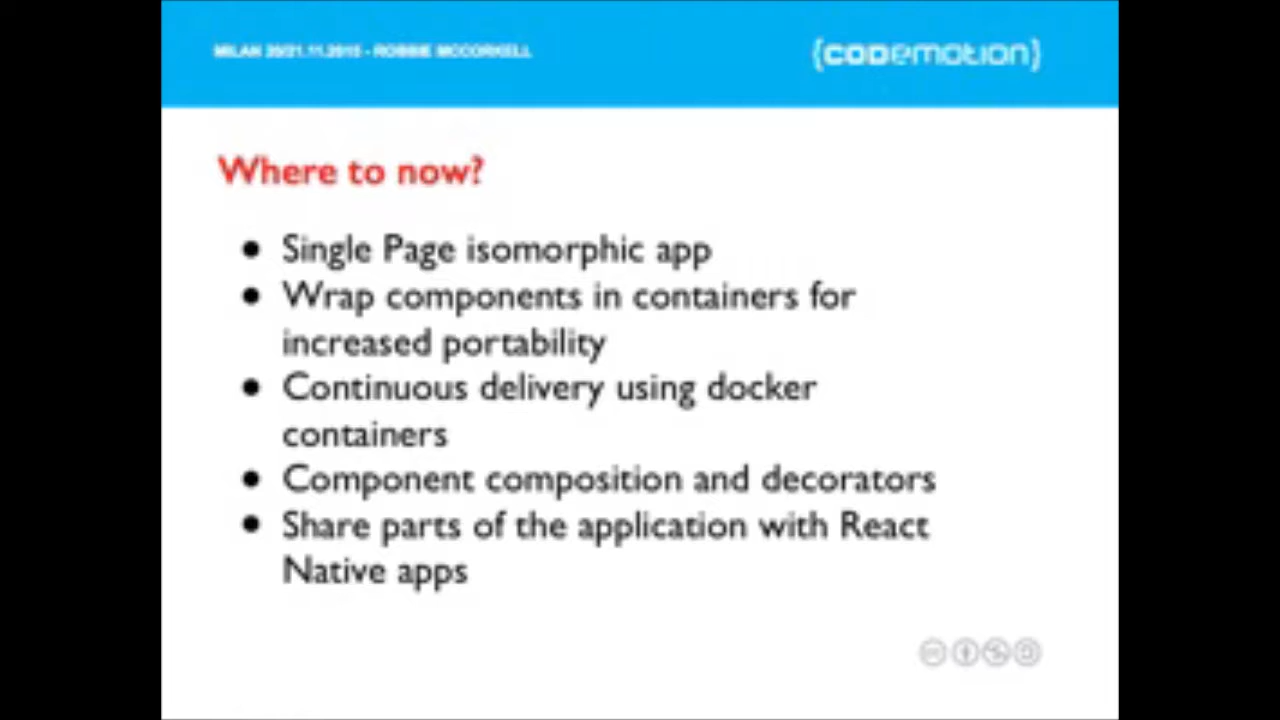 MILAN 20/21.11.2015 - ROBBIE MCCORKELL
{CODEMOTION}
Where to now?
● Single Page isomorphic app
● Wrap components in containers for
increased portability
● Continuous delivery using docker
containers
● Component composition and decorators
● Share parts of the application with React
Native apps